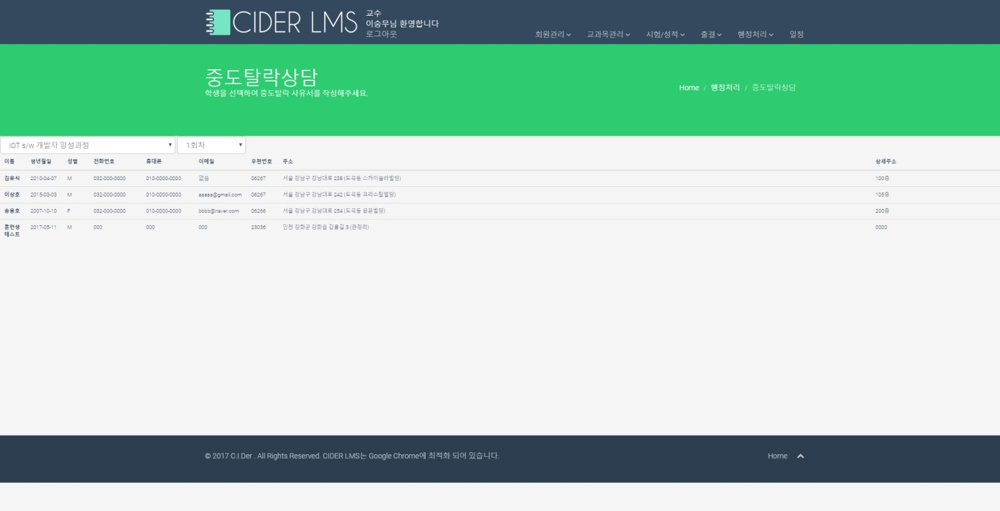 CIDER LMS
교수
이승무님 환영합니다
로그아웃
회원관리 교과목관리 시험/성적 출결 행정처리 일정
중도탈락상담
학생을 선택하여 중도탈락 사유서를 작성해주세요.
Home / 행정처리 / 중도탈락상담
IOT s/w 개발자 양성과정 1회차
이름 생년월일 성별 전화번호 휴대폰 이메일 우편번호 주소 상세주소
김은식 2010-04-07 M 032-000-0000 010-0000-0000 없음 06267 서울 강남구 강남대로 238 (도곡동 스카이쏠라빌딩) 100층
이상호 2015-03-03 M 032-000-0000 010-0000-0000 aaaaa@gmail.com 06267 서울 강남구 강남대로 242 (도곡동 크리스탈빌딩) 105층
송용호 2007-10-10 F 032-000-0000 010-0000-0000 bbbb@naver.com 06266 서울 강남구 강남대로 254 (도곡동 용문빌딩) 200층
훈련생 2017-05-11 M 000 000 000 23036 인천 강화군 강화읍 갑룡길 3 (관청리) 0000
테스트
© 2017 C.I.Der . All Rights Reserved. CIDER LMS는 Google Chrome에 최적화 되어 있습니다.
Home